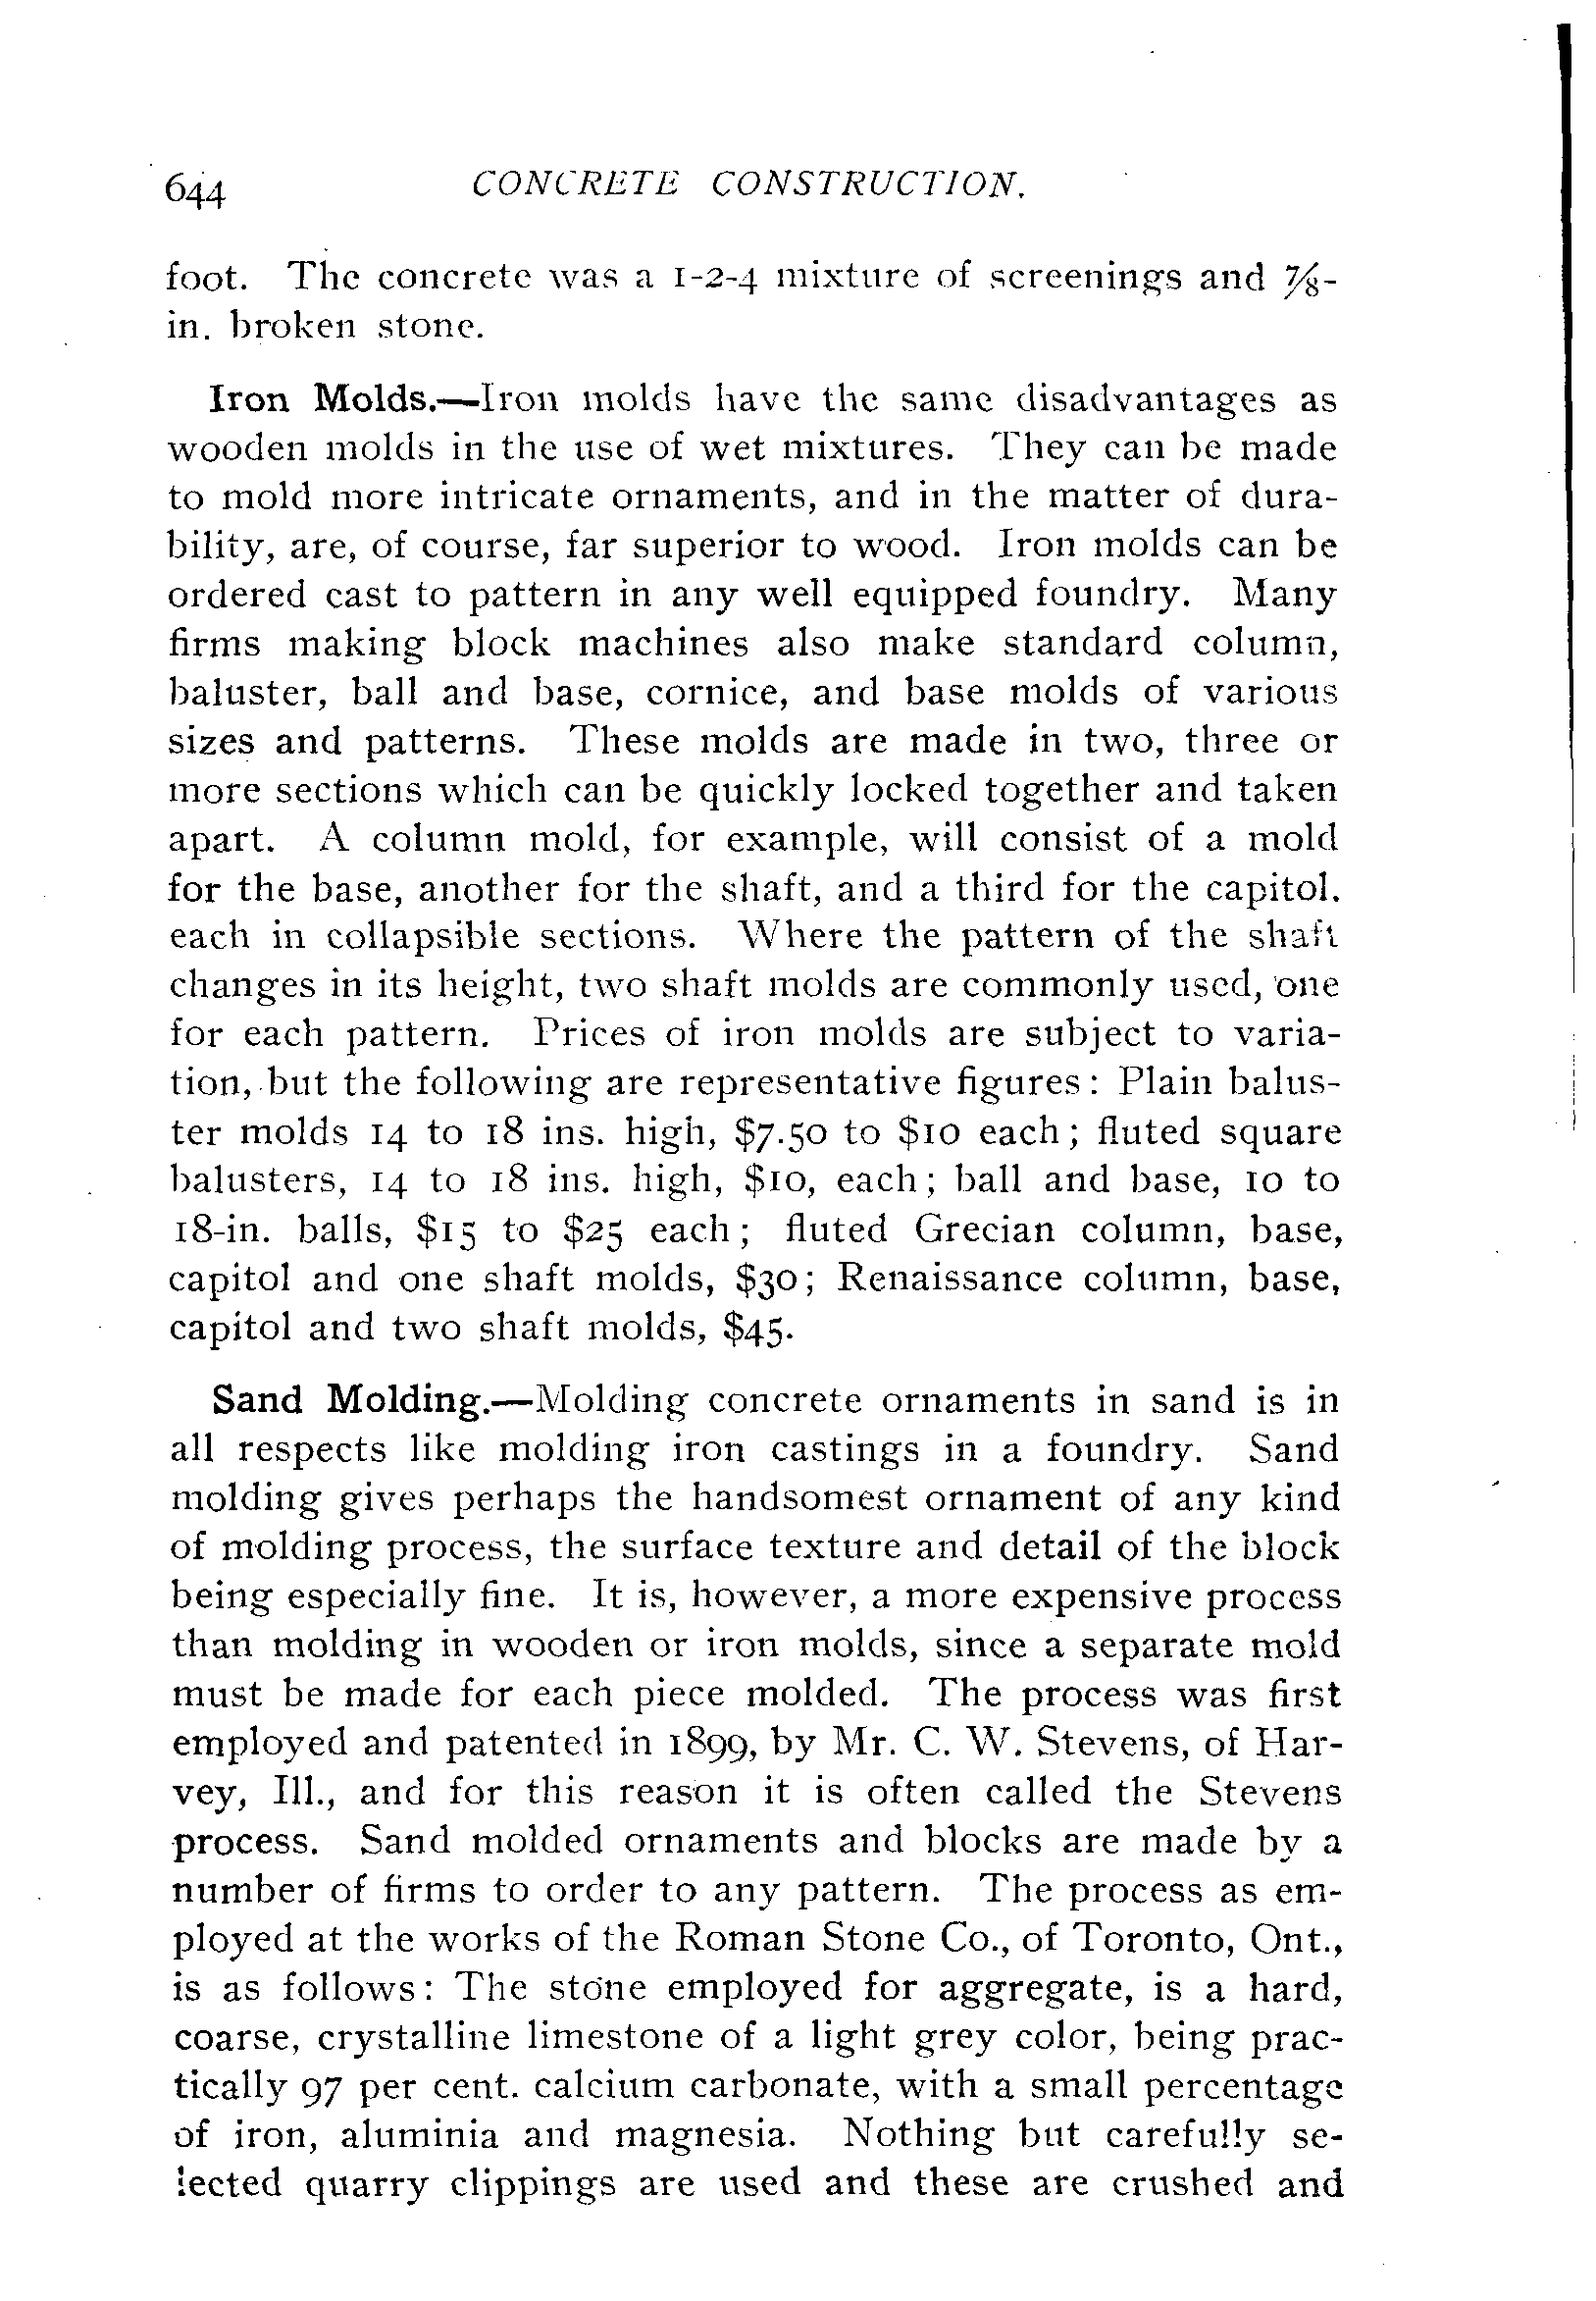 644 CONCRETE CONSTRUCTION.
foot. The concrete was a 1-2-4 mixture of screenings and ⅞-
in. broken stone.
Iron Molds.—Iron molds have the same disadvantages as
wooden molds in the use of wet mixtures. They can be made
to mold more intricate ornaments, and in the matter of dura-
bility, are, of course, far superior to wood. Iron molds can be
ordered cast to pattern in any well equipped foundry. Many
firms making block machines also make standard column,
baluster, ball and base, cornice, and base molds of various
sizes and patterns. These molds are made in two, three or
more sections which can be quickly locked together and taken
apart. A column mold, for example, will consist of a mold
for the base, another for the shaft, and a third for the capitol.
each in collapsible sections. Where the pattern of the shaft
changes in its height, two shaft molds are commonly used, one
for each pattern. Prices of iron molds are subject to varia-
tion, but the following are representative figures: Plain balus-
ter molds 14 to 18 ins. high, $7.50 to $10 each; fluted square
balusters, 14 to 18 ins. high, $10, each; ball and base, 10 to
18-in. balls, $15 to $25 each; fluted Grecian column, base,
capitol and one shaft molds, $30; Renaissance column, base,
capitol and two shaft molds, $45.
Sand Molding.—Molding concrete ornaments in sand is in
all respects like molding iron castings in a foundry. Sand
molding gives perhaps the handsomest ornament of any kind
of molding process, the surface texture and detail of the block
being especially fine. It is, however, a more expensive process
than molding in wooden or iron molds, since a separate mold
must be made for each piece molded. The process was first
employed and patented in 1899, by Mr. C. W. Stevens, of Har-
vey, Ill., and for this reason it is often called the Stevens
process. Sand molded ornaments and blocks are made by a
number of firms to order to any pattern. The process as em-
ployed at the works of the Roman Stone Co., of Toronto, Ont.,
is as follows: The stone employed for aggregate, is a hard,
coarse, crystalline limestone of a light grey color, being prac-
tically 97 per cent. calcium carbonate, with a small percentage
of iron, aluminia and magnesia. Nothing but carefully se-
lected quarry clippings are used and these are crushed and